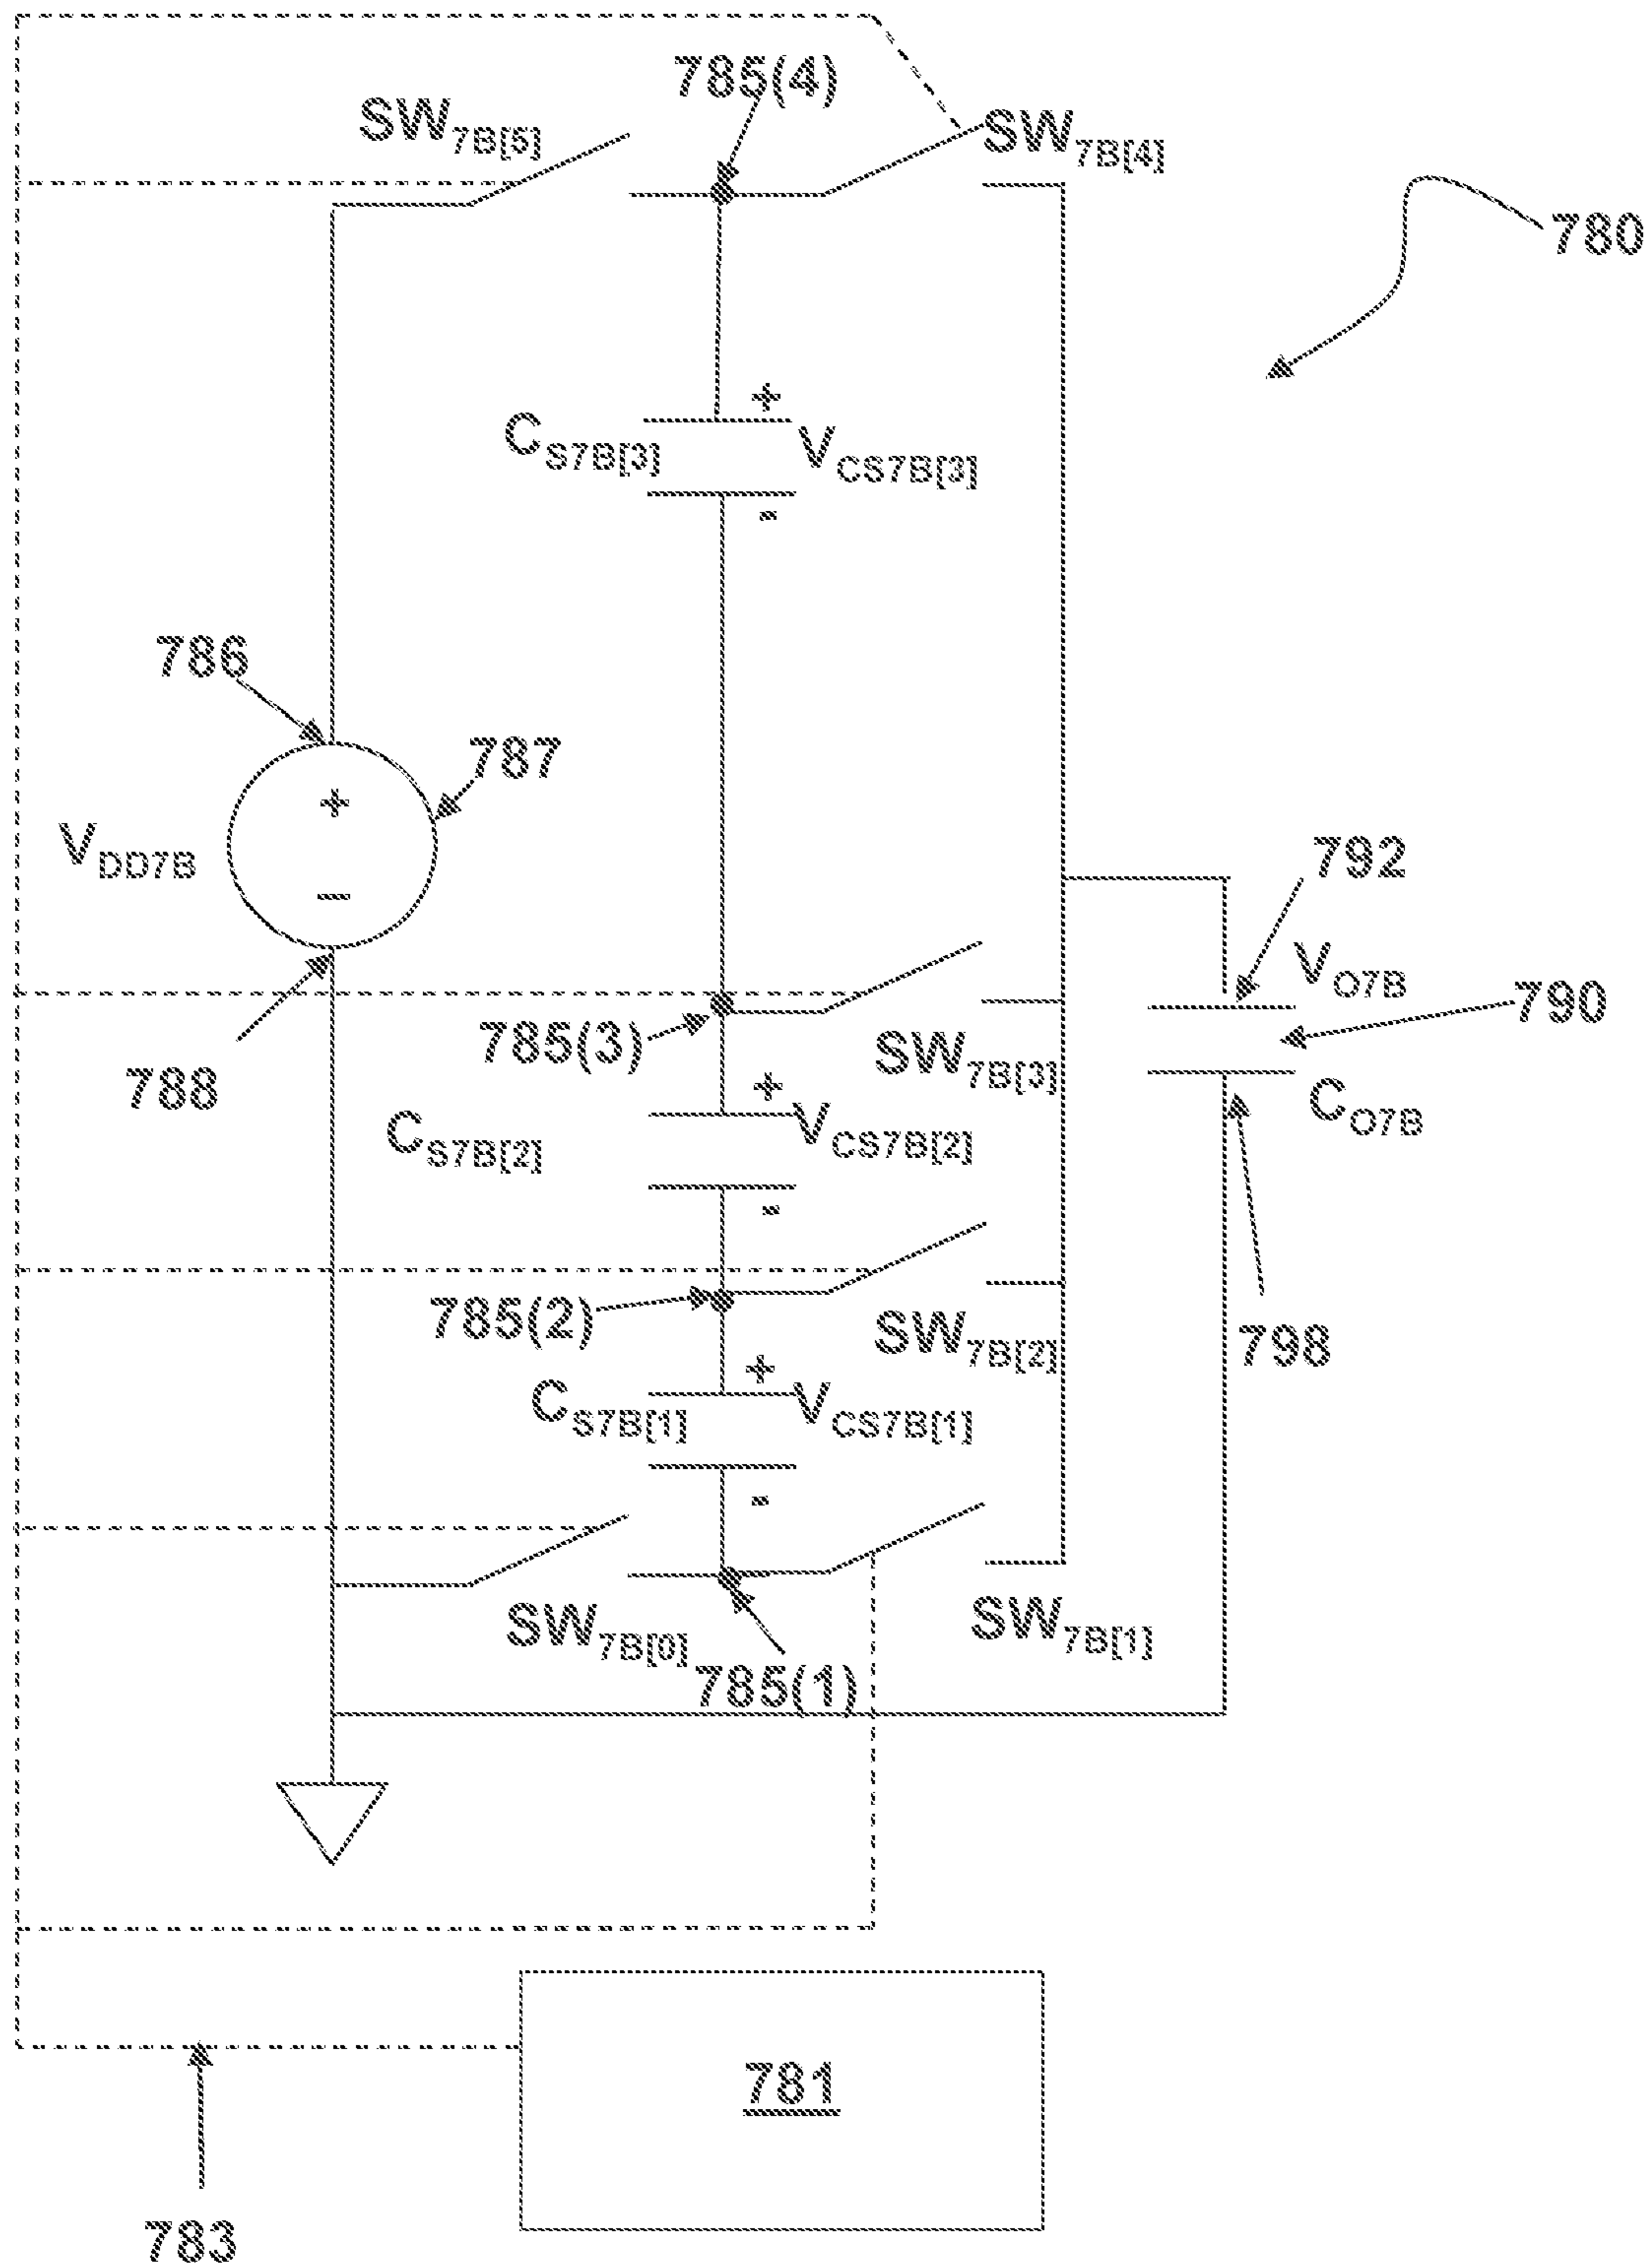 785(4)
SW7B[5]
SW7B[4]
780
+
CS7B[3]
VCS7B[3]
-
786
787
+
VDD7B
−
792
VO7B
790
785(3)
SW7B[3]
788
+
CO7B
CS7B[2]
VCS7B[2]
-
785(2)
SW7B[2]
798
+
CS7B[1]
VCS7B[1]
-
SW7B[0]
SW7B[1]
785(1)
781
783